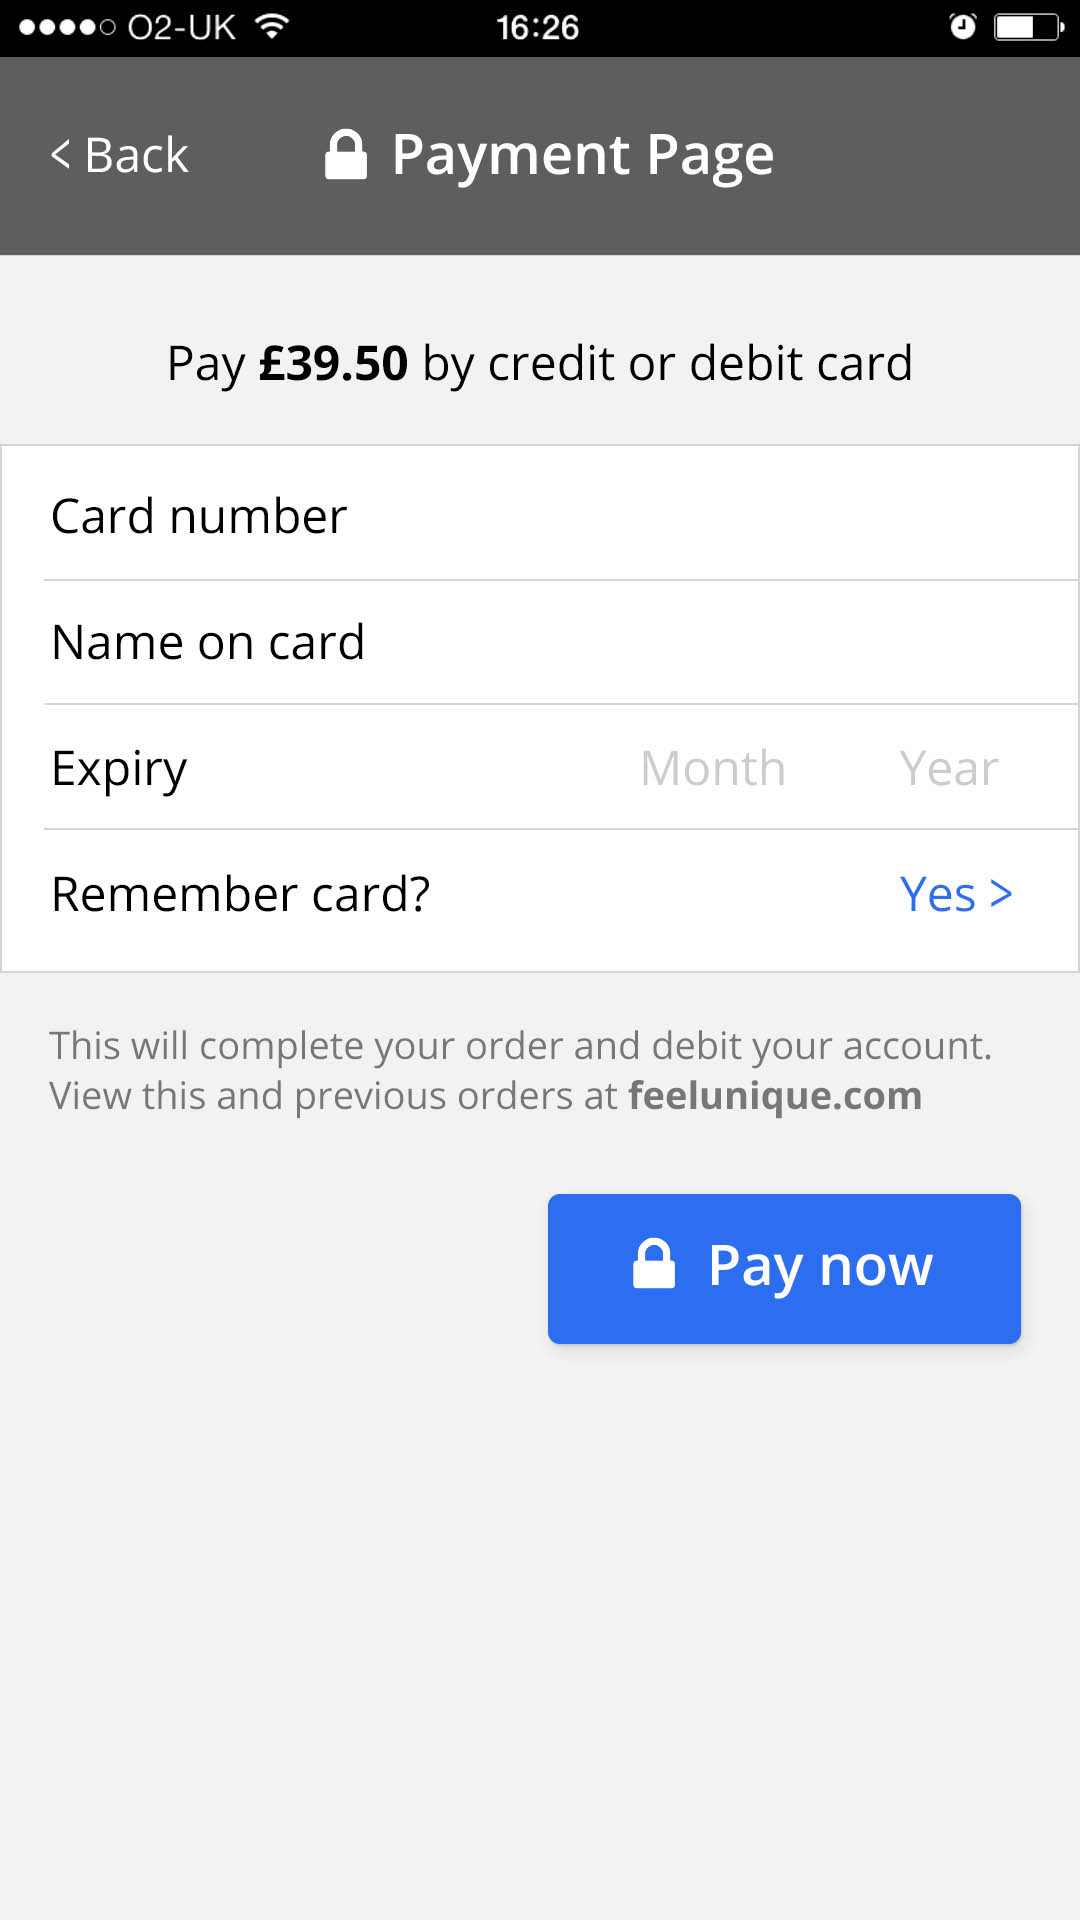 O2-UK 16:26
< Back Payment Page
Pay £39.50 by credit or debit card
Card number
Name on card
Expiry Month Year
Remember card? Yes >
This will complete your order and debit your account.
View this and previous orders at feelunique.com
Pay now